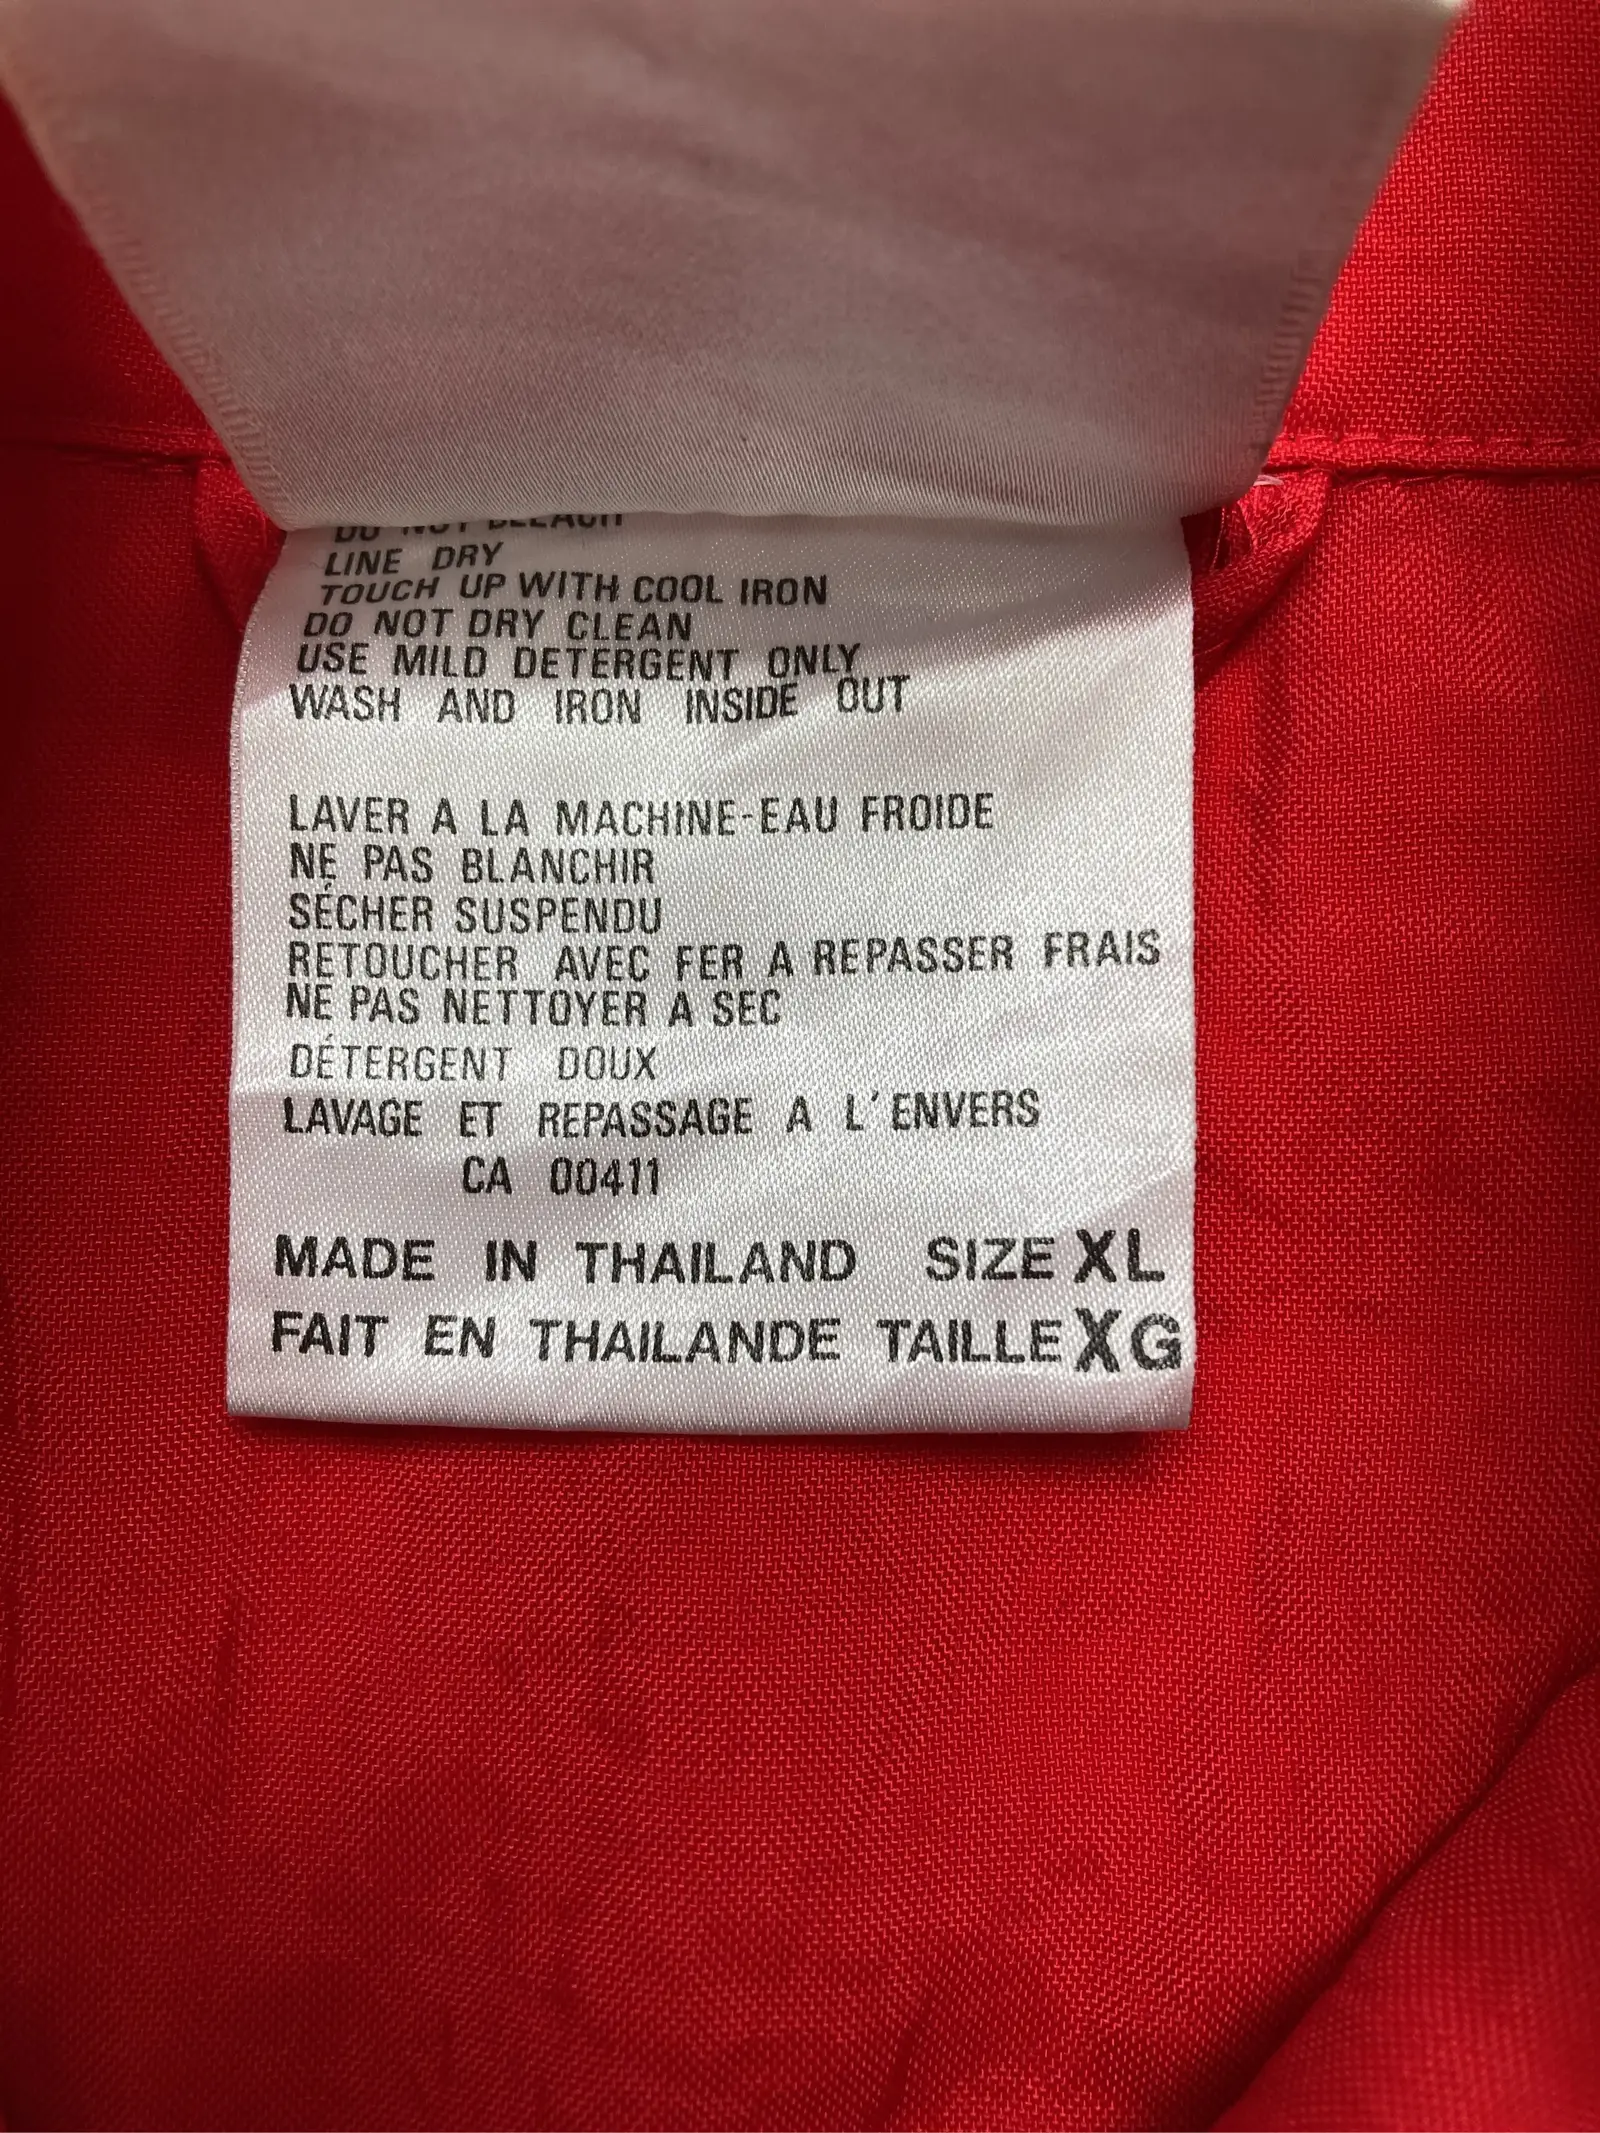 DO NOT BLEACH
LINE DRY
TOUCH UP WITH COOL IRON
DO NOT DRY CLEAN
USE MILD DETERGENT ONLY
WASH AND IRON INSIDE OUT
LAVER A LA MACHINE-EAU FROIDE
NE PAS BLANCHIR
SÉCHER SUSPENDU
RETOUCHER AVEC FER A REPASSER FRAIS
NE PAS NETTOYER A SEC
DÉTERGENT DOUX
LAVAGE ET REPASSAGE A L'ENVERS
CA 00411
MADE IN THAILAND SIZE XL
FAIT EN THAILANDE TAILLE XG